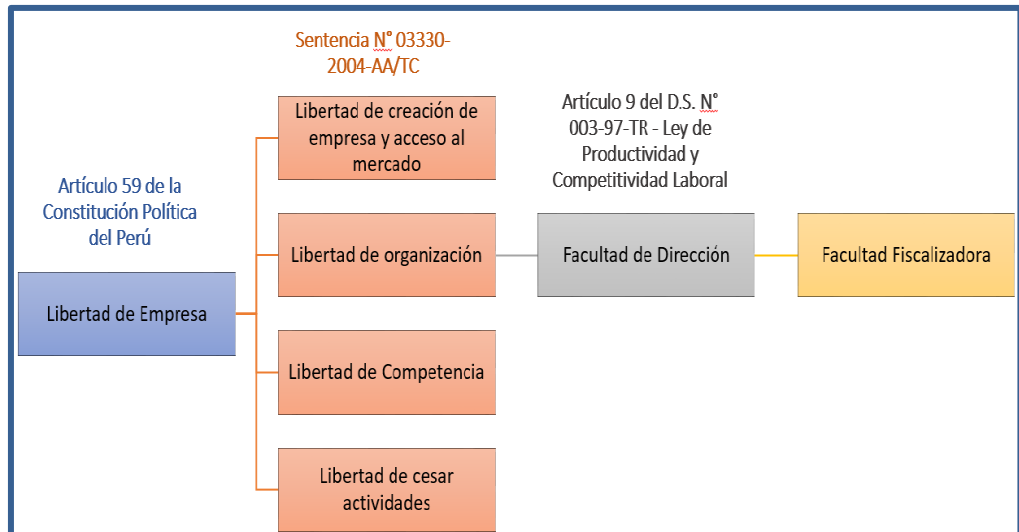 Sentencia N° 03330-
2004-AA/TC
Libertad de creación de
empresa y acceso al
mercado
Artículo 9 del D.S. N°
003-97-TR - Ley de
Productividad y
Competitividad Laboral
Artículo 59 de la
Constitución Política
del Perú
Libertad de organización
Facultad de Dirección
Facultad Fiscalizadora
Libertad de Empresa
Libertad de Competencia
Libertad de cesar
actividades